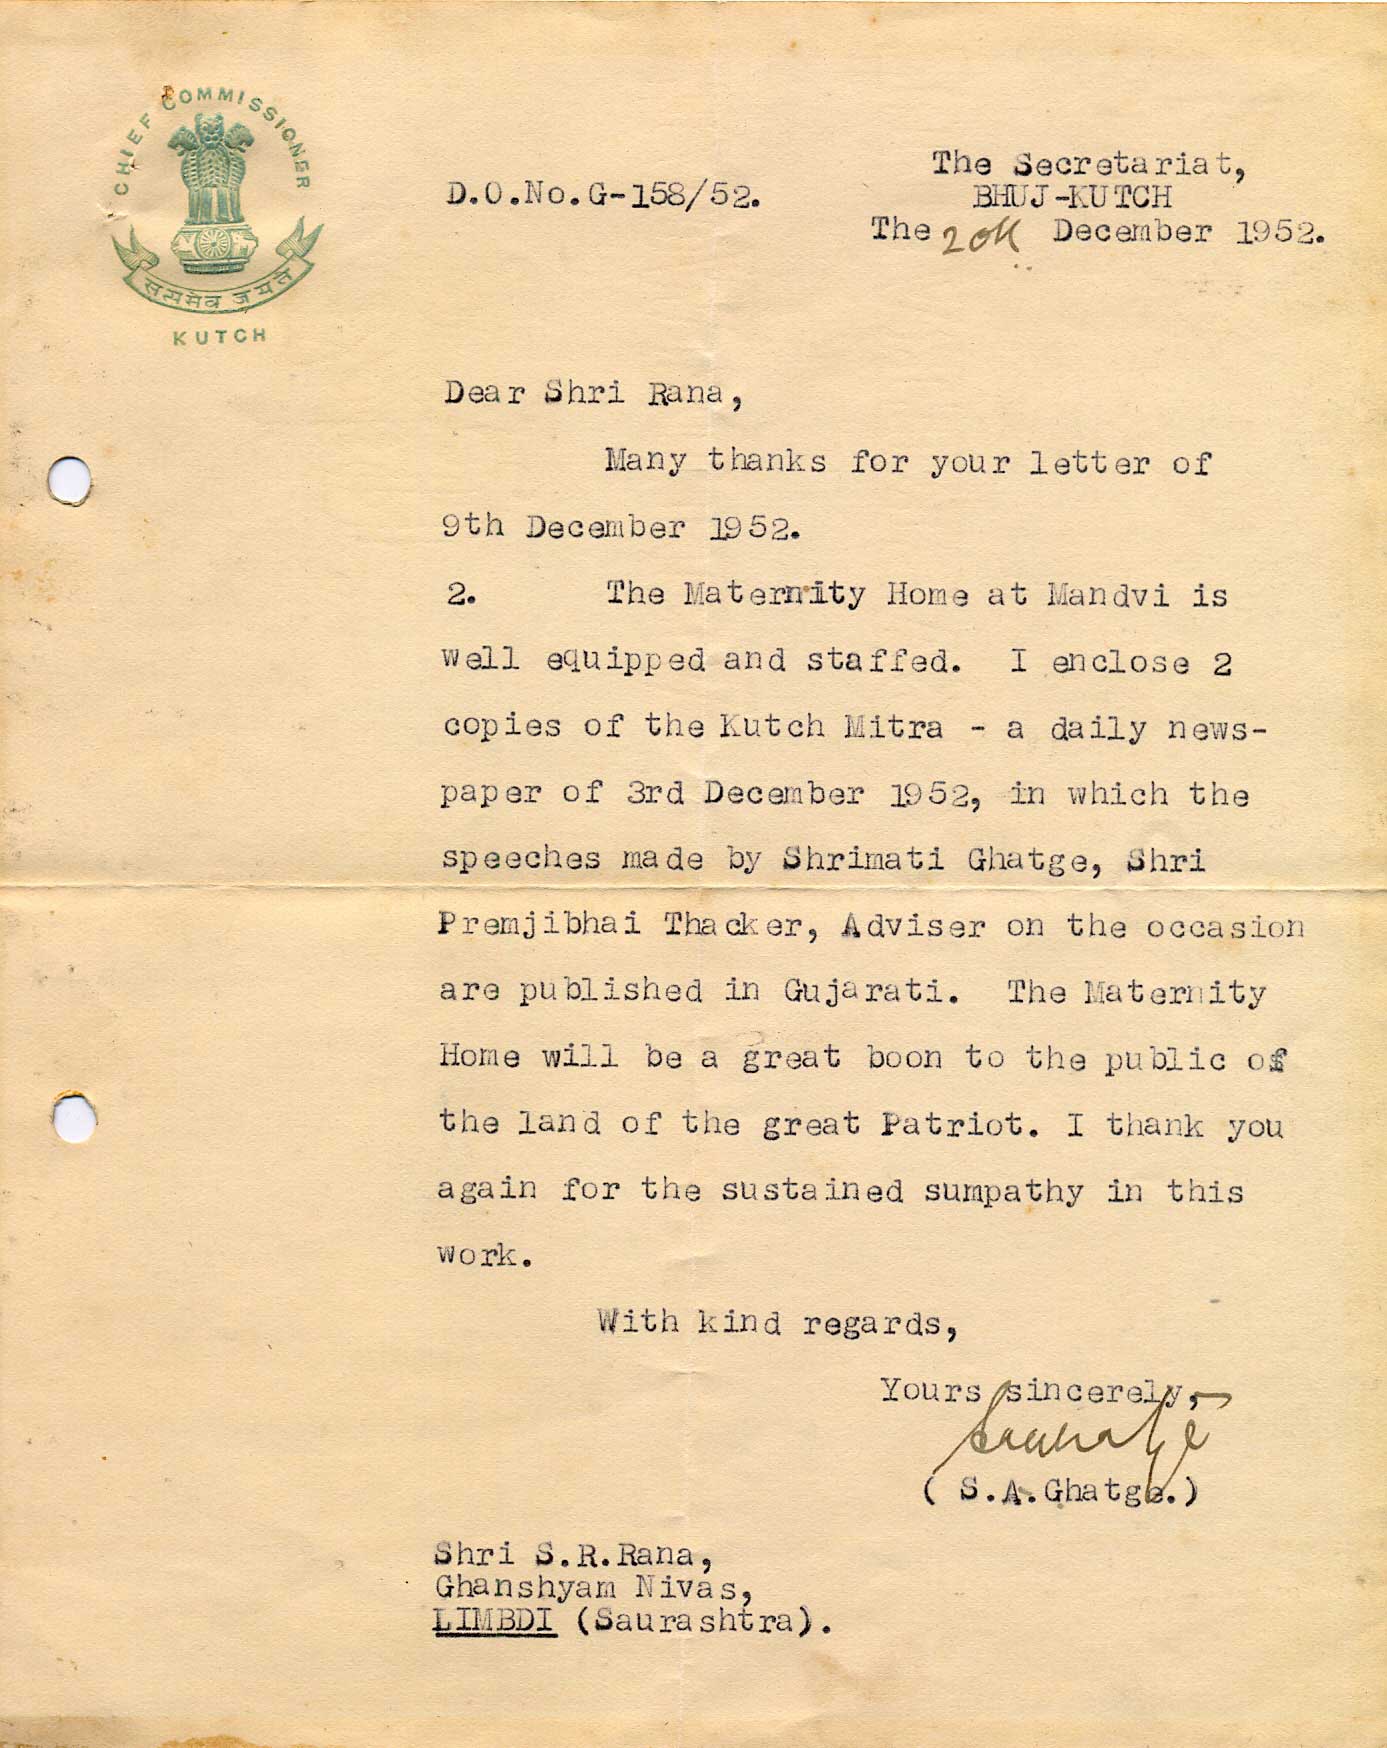 CHIEF COMMISSIONER
सत्यमेव जयते
KUTCH
D.O.No.G-158/52.
The Secretariat,
BHUJ-KUTCH
The 20th December 1952.
Dear Shri Rana,
Many thanks for your letter of
9th December 1952.
2. The Maternity Home at Mandvi is
well equipped and staffed. I enclose 2
copies of the Kutch Mitra - a daily news-
paper of 3rd December 1952, in which the
speeches made by Shrimati Ghatge, Shri
Premjibhai Thacker, Adviser on the occasion
are published in Gujarati. The Maternity
Home will be a great boon to the public of
the land of the great Patriot. I thank you
again for the sustained sumpathy in this
work.
With kind regards,
Yours sincerely,
( S.A.Ghatge.)
Shri S.R.Rana,
Ghanshyam Nivas,
LIMBDI (Saurashtra).